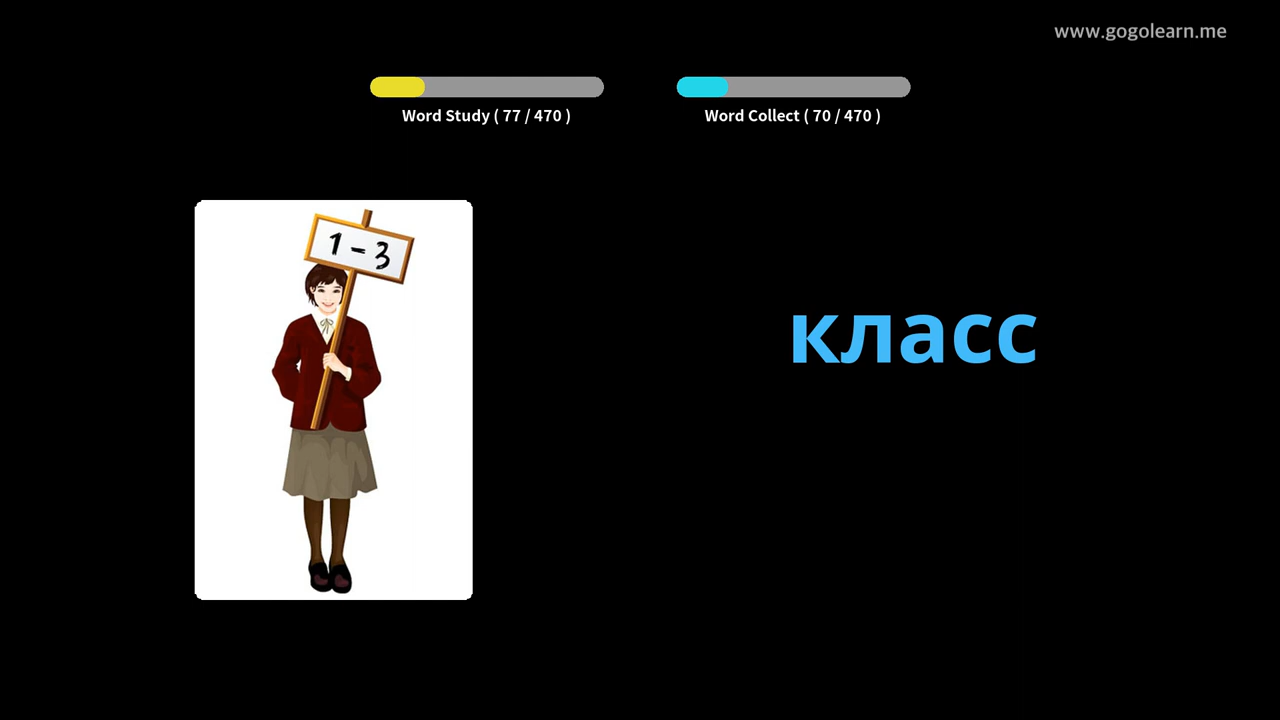 www.gogolearn.me
Word Study ( 77 / 470 )
Word Collect ( 70 / 470 )
1 - 3
класс